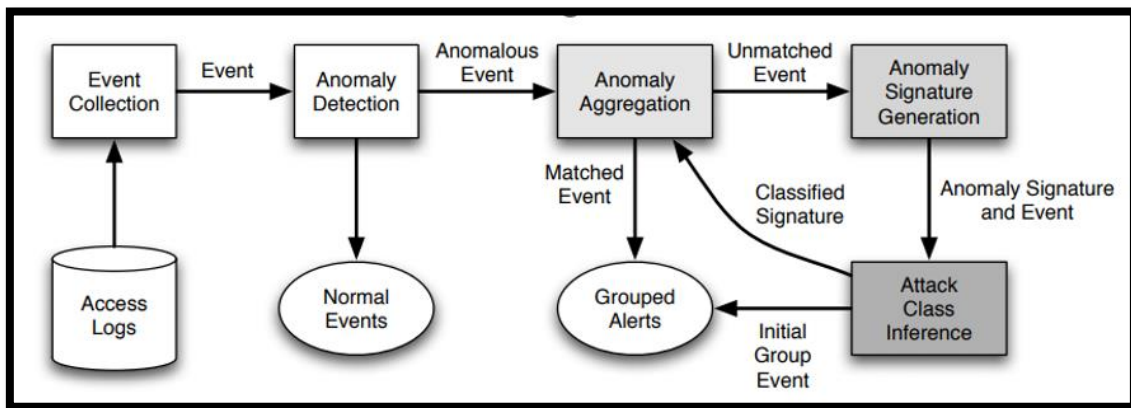 Event
Collection
Event
Anomaly
Detection
Anomalous
Event
Anomaly
Aggregation
Unmatched
Event
Anomaly
Signature
Generation
Matched
Event
Classified
Signature
Anomaly Signature
and Event
Access
Logs
Normal
Events
Grouped
Alerts
Initial
Group
Event
Attack
Class
Inference